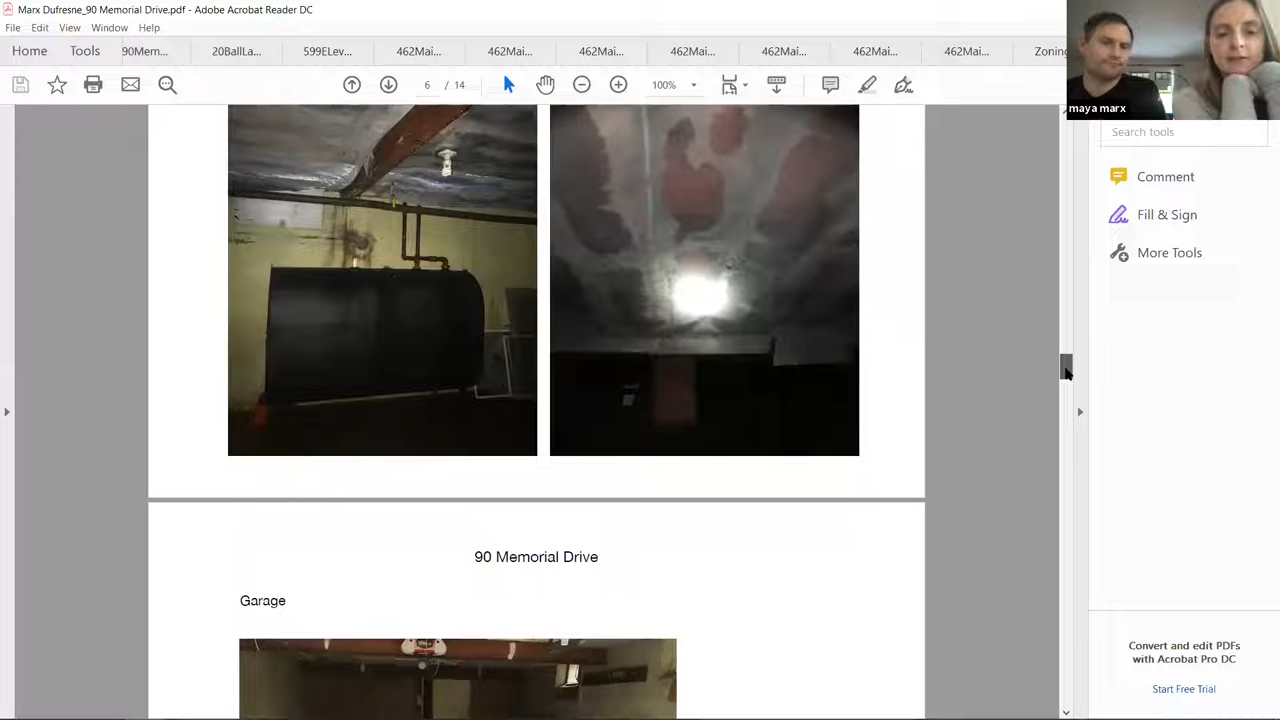 Marx Dufresne_90 Memorial Drive.pdf - Adobe Acrobat Reader DC
File Edit View Window Help
Home Tools 90Mem... 20BallLa... 599ELev... 462Mai... 462Mai... 462Mai... 462Mai... 462Mai... 462Mai... 462Mai... Zoning
6 / 14 100%
maya marx
Search tools
Comment
Fill & Sign
More Tools
90 Memorial Drive
Garage
Convert and edit PDFs
with Acrobat Pro DC
Start Free Trial